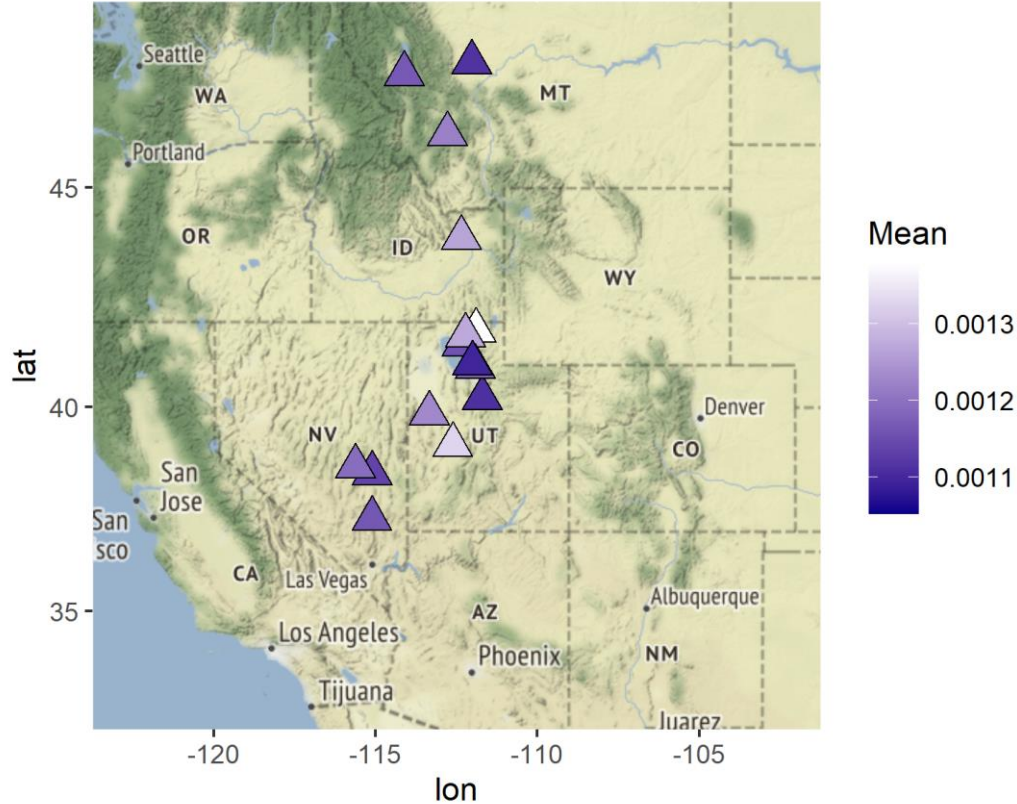 Seattle
WA
MT
Portland
45
OR
ID
WY
lat
40
Denver
NV
UT
CO
San
Jose
San
sco
CA
Las Vegas
Albuquerque
35
AZ
Los Angeles
Phoenix
NM
Tijuana
Juarez
-120
-115
-110
-105
lon
Mean
0.0013
0.0012
0.0011